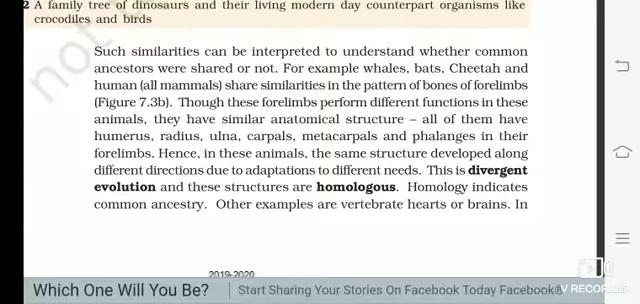 2 A family tree of dinosaurs and their living modern day counterpart organisms like
crocodiles and birds
Such similarities can be interpreted to understand whether common
ancestors were shared or not. For example whales, bats, Cheetah and
human (all mammals) share similarities in the pattern of bones of forelimbs
(Figure 7.3b). Though these forelimbs perform different functions in these
animals, they have similar anatomical structure – all of them have
humerus, radius, ulna, carpals, metacarpals and phalanges in their
forelimbs. Hence, in these animals, the same structure developed along
different directions due to adaptations to different needs. This is divergent
evolution and these structures are homologous. Homology indicates
common ancestry. Other examples are vertebrate hearts or brains. In
2019-2020
Which One Will You Be? Start Sharing Your Stories On Facebook Today Facebook®
V RECORDER
not